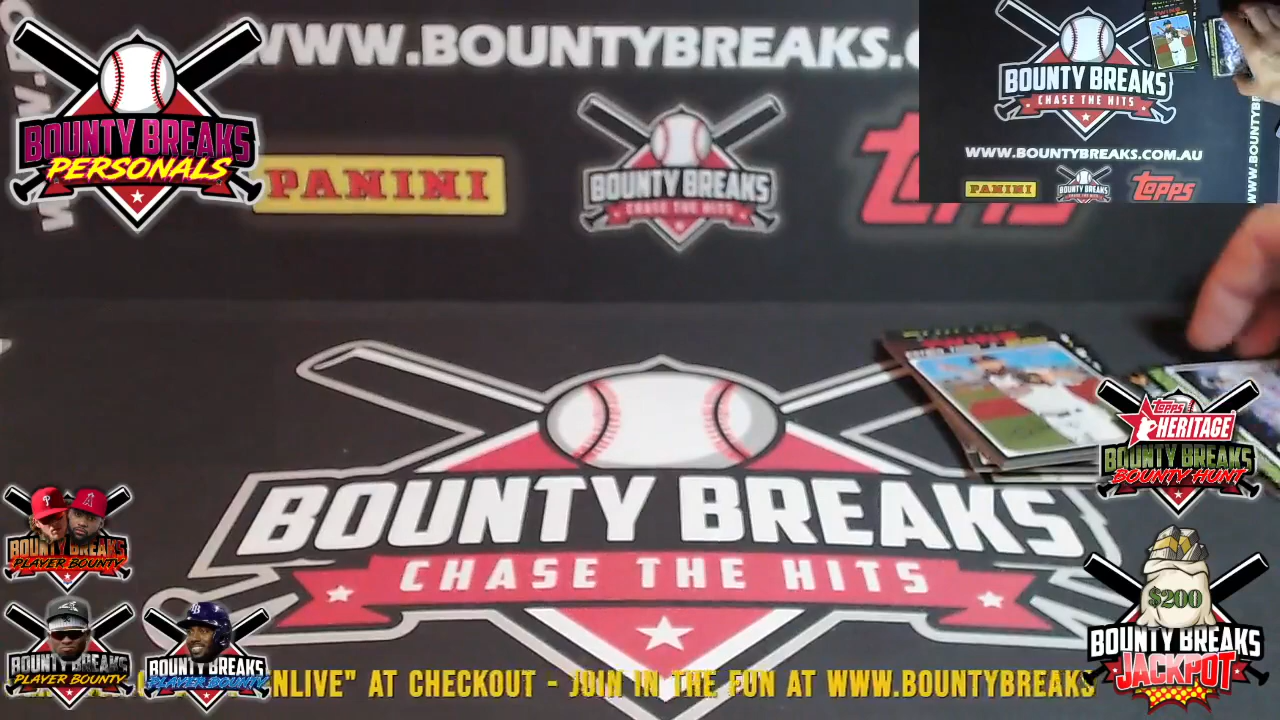 WWW.BOUNTYBREAKS.C
BOUNTY BREAKS
PERSONALS
PANINI
BOUNTY BREAKS
CHASE THE HITS
BOUNTY BREAKS
CHASE THE HITS
WWW.BOUNTYBREAKS.COM.AU
PANINI
BOUNTY BREAKS
Topps
TWINS
BOUNTY BREAKS
CHASE THE HITS
Topps
HERITAGE
BOUNTY BREAKS
BOUNTY HUNT
BOUNTY BREAKS
PLAYER BOUNTY
BOUNTY BREAKS
PLAYER BOUNTY
BOUNTY BREAKS
PLAYER BOUNTY
$200
BOUNTY BREAKS
JACKPOT
NLIVE" AT CHECKOUT - JOIN IN THE FUN AT WWW.BOUNTYBREAKS